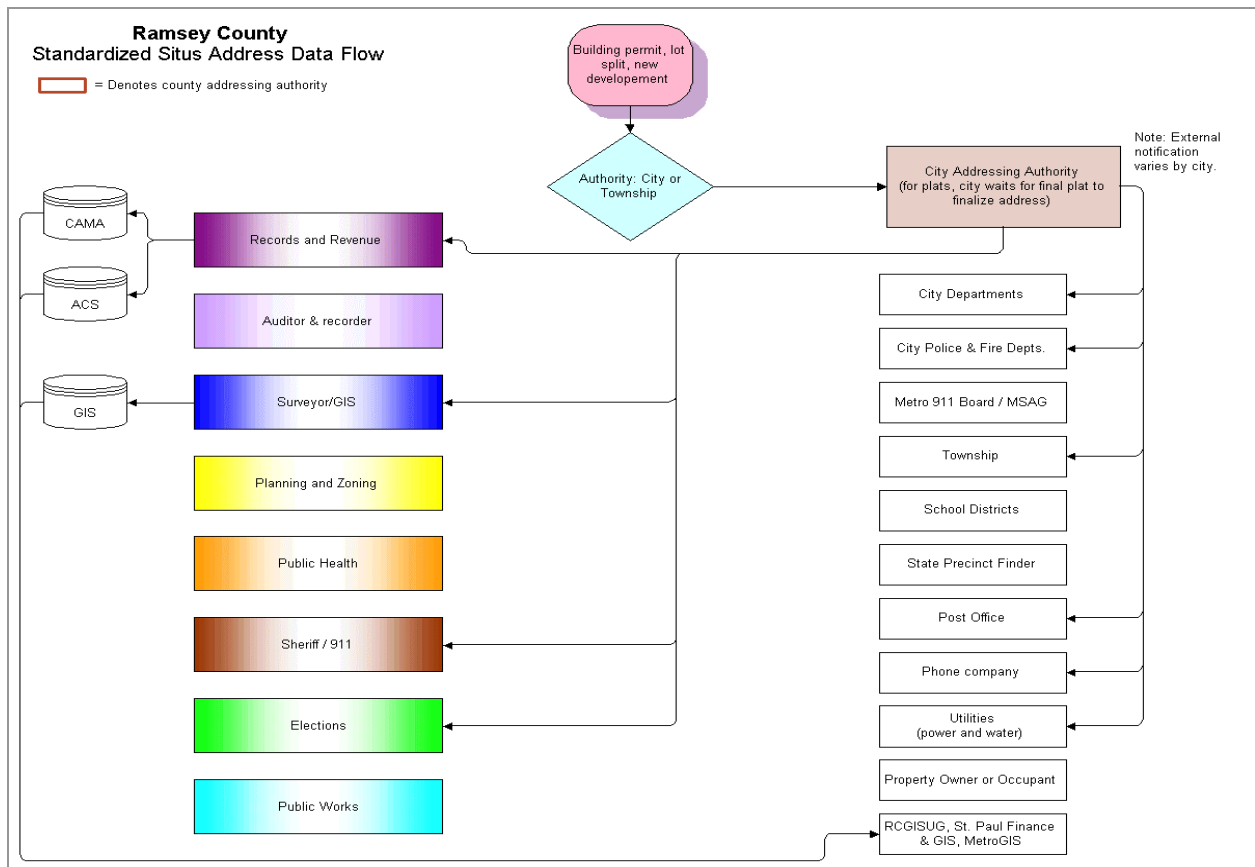 Ramsey County
Standardized Situs Address Data Flow
= Denotes county addressing authority
Building permit, lot
split, new
developement
Authority: City or
Township
City Addressing Authority
(for plats, city waits for final plat to
finalize address)
Note: External
notification
varies by city.
CAMA
ACS
GIS
Records and Revenue
Auditor & recorder
Surveyor/GIS
Planning and Zoning
Public Health
Sheriff / 911
Elections
Public Works
City Departments
City Police & Fire Depts.
Metro 911 Board / MSAG
Township
School Districts
State Precinct Finder
Post Office
Phone company
Utilities
(power and water)
Property Owner or Occupant
RCGISUG, St. Paul Finance
& GIS, MetroGIS